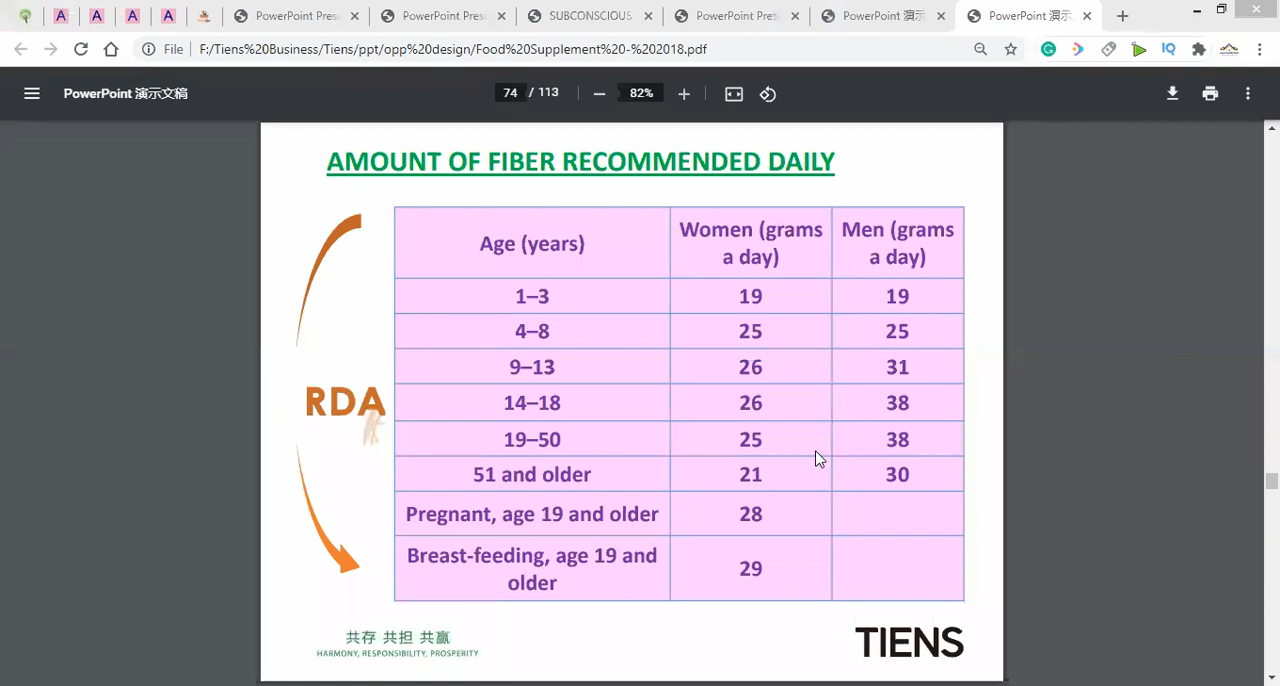 A A A A PowerPoint Pres SUBCONSCIOUS PowerPoint Pres PowerPoint 演示 PowerPoint 演示
File F:/Tiens%20Business/Tiens/ppt/opp%20design/Food%20Supplement%20-%202018.pdf IQ
PowerPoint 演示文稿 74 / 113 82%
AMOUNT OF FIBER RECOMMENDED DAILY
RDA
Age (years) Women (grams a day) Men (grams a day)
1–3 19 19
4–8 25 25
9–13 26 31
14–18 26 38
19–50 25 38
51 and older 21 30
Pregnant, age 19 and older 28
Breast-feeding, age 19 and older 29
共存 共担 共赢
HARMONY, RESPONSIBILITY, PROSPERITY
TIENS